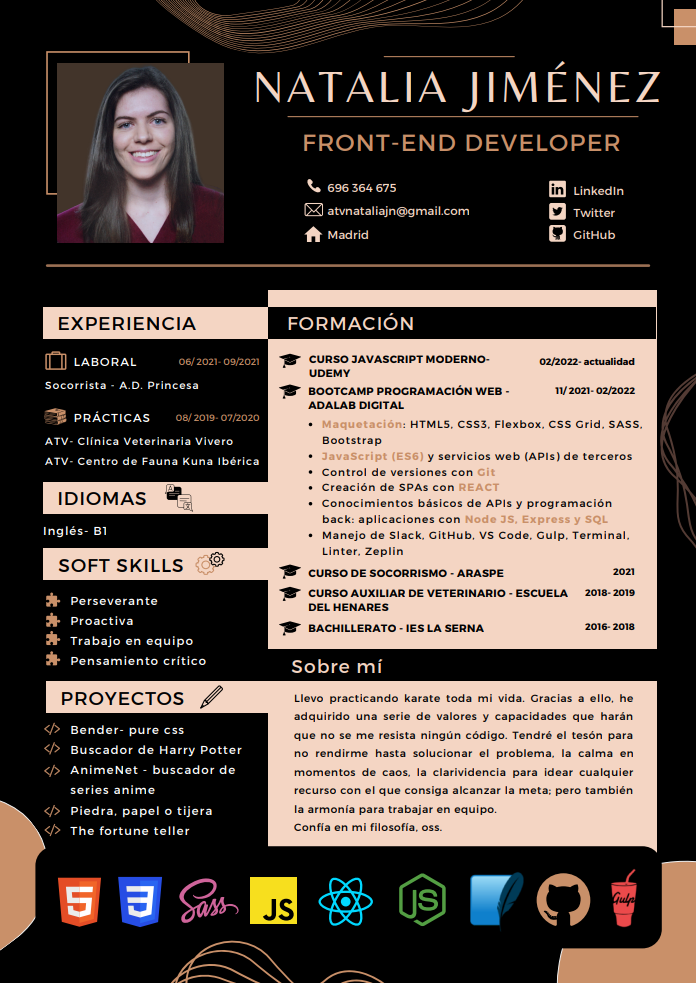 NATALIA JIMÉNEZ
FRONT-END DEVELOPER
696 364 675
atvnataliajn@gmail.com
Madrid
LinkedIn
Twitter
GitHub
EXPERIENCIA
LABORAL 06/2021-09/2021
Socorrista - A.D. Princesa
PRÁCTICAS 08/2019-07/2020
ATV- Clínica Veterinaria Vivero
ATV- Centro de Fauna Kuna Ibérica
IDIOMAS
Inglés- B1
SOFT SKILLS
Perseverante
Proactiva
Trabajo en equipo
Pensamiento crítico
PROYECTOS
</> Bender- pure css
</> Buscador de Harry Potter
</> AnimeNet - buscador de
series anime
</> Piedra, papel o tijera
</> The fortune teller
FORMACIÓN
CURSO JAVASCRIPT MODERNO- 02/2022- actualidad
UDEMY
BOOTCAMP PROGRAMACIÓN WEB - 11/2021-02/2022
ADALAB DIGITAL
• Maquetación: HTML5, CSS3, Flexbox, CSS Grid, SASS,
Bootstrap
• JavaScript (ES6) y servicios web (APIs) de terceros
• Control de versiones con Git
• Creación de SPAs con REACT
• Conocimientos básicos de APIs y programación
back: aplicaciones con Node JS, Express y SQL
• Manejo de Slack, GitHub, VS Code, Gulp, Terminal,
Linter, Zeplin
CURSO DE SOCORRISMO - ARASPE 2021
CURSO AUXILIAR DE VETERINARIO - ESCUELA 2018-2019
DEL HENARES
BACHILLERATO - IES LA SERNA 2016-2018
Sobre mí
Llevo practicando karate toda mi vida. Gracias a ello, he
adquirido una serie de valores y capacidades que harán
que no se me resista ningún código. Tendré el tesón para
no rendirme hasta solucionar el problema, la calma en
momentos de caos, la clarividencia para idear cualquier
recurso con el que consiga alcanzar la meta; pero también
la armonía para trabajar en equipo.
Confía en mi filosofía, oss.
5 3 Sass JS JS Gulp